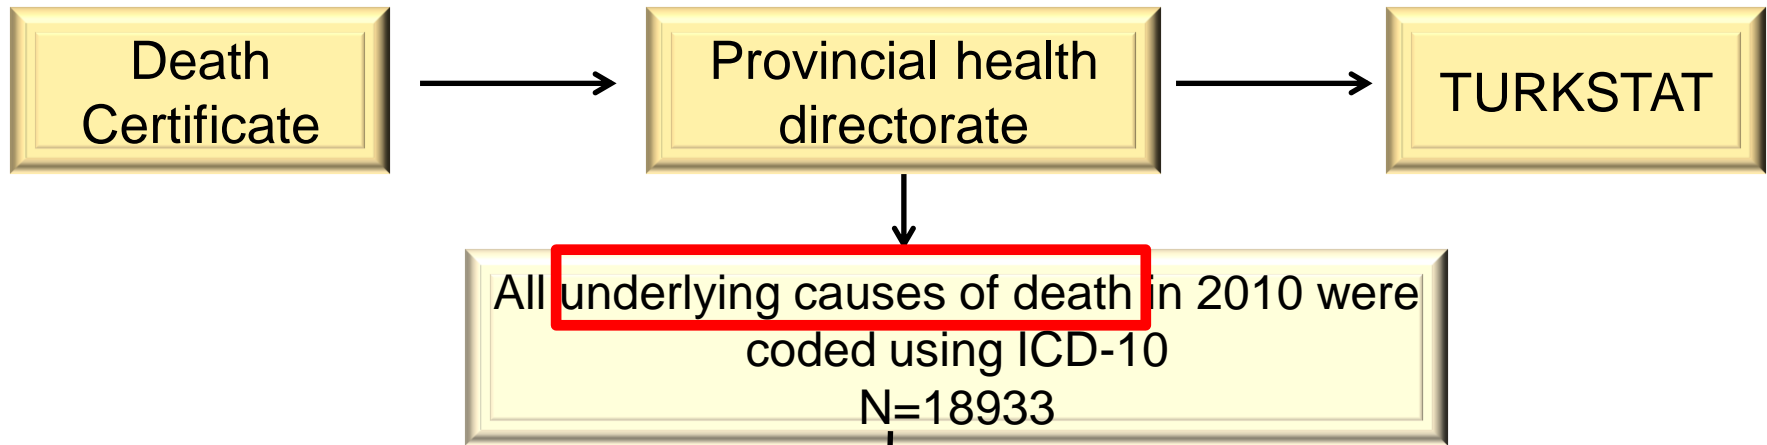 Death
Certificate
Provincial health
directorate
TURKSTAT
All underlying causes of death in 2010 were
coded using ICD-10
N=18933